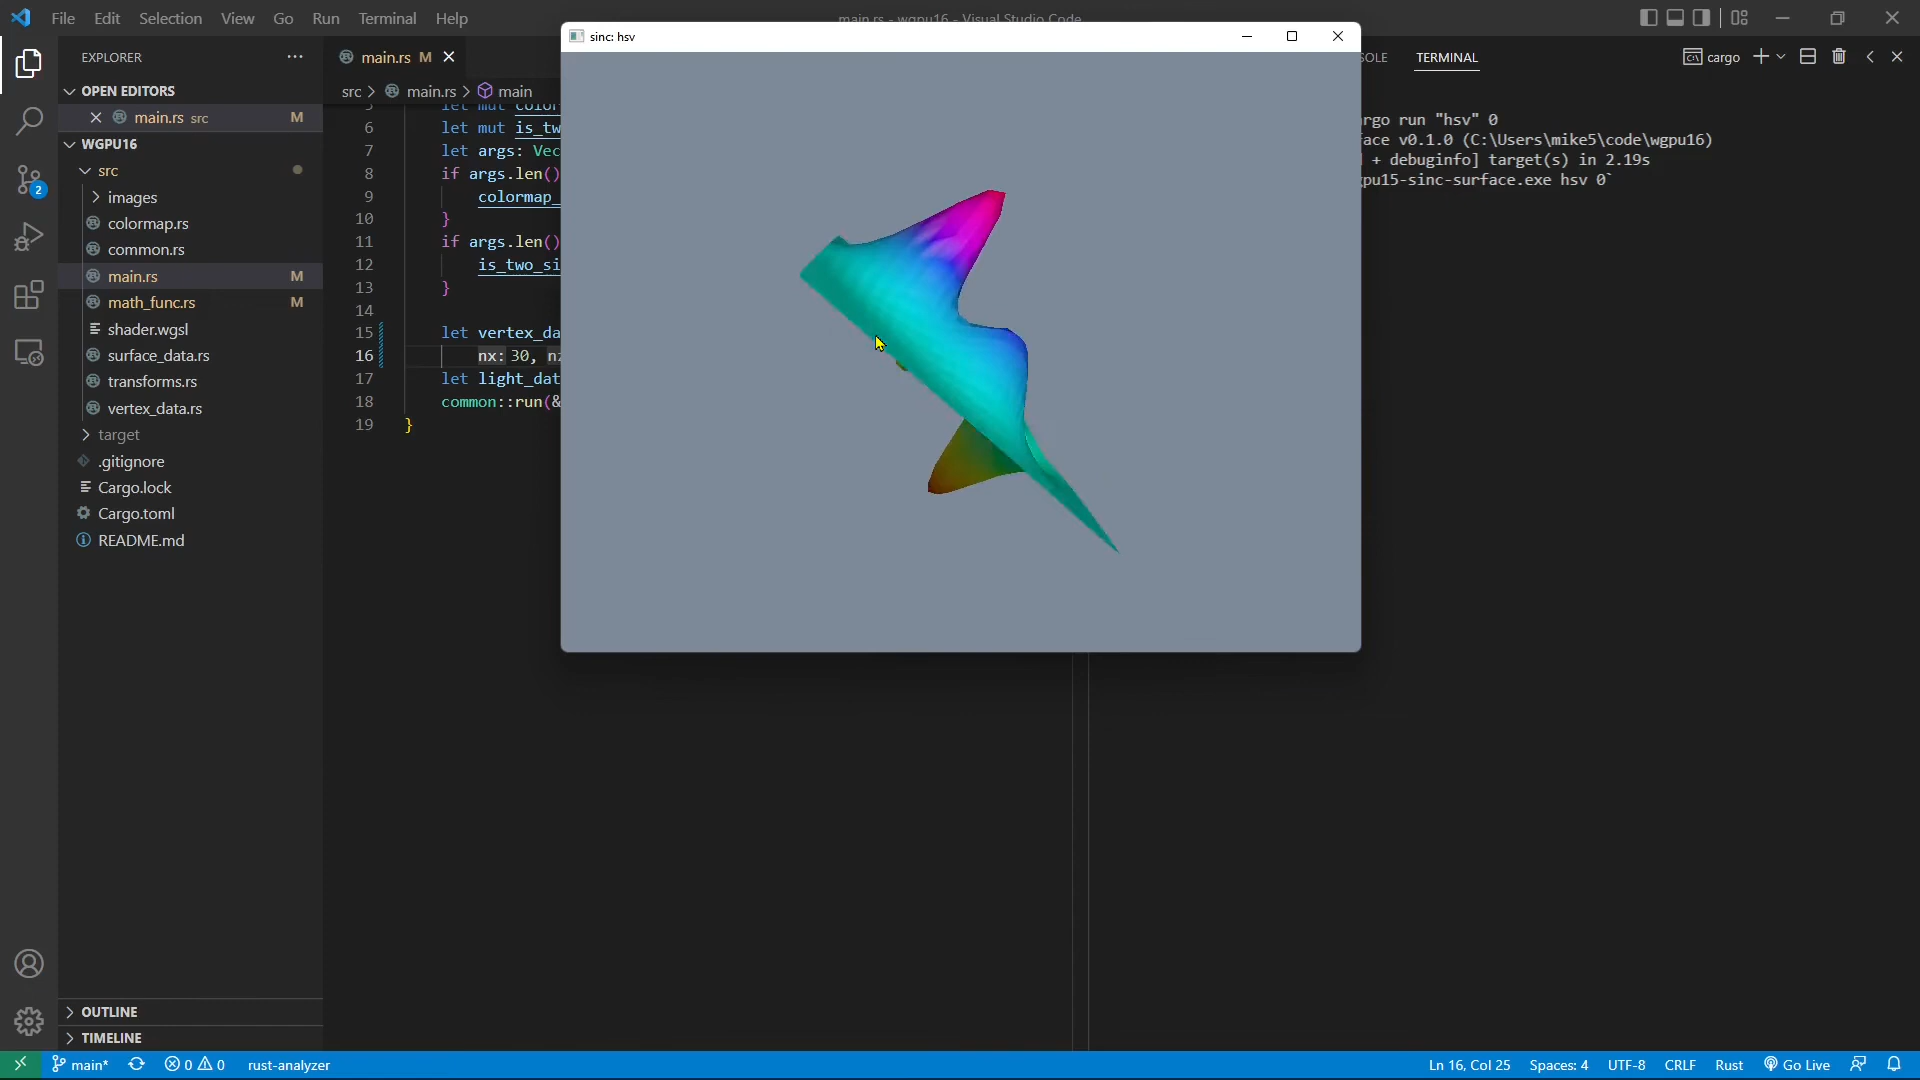 File Edit Selection View Go Run Terminal Help
main.rs - wgpu16 - Visual Studio Code
sinc: hsv
EXPLORER
main.rs M
TERMINAL
cargo
OPEN EDITORS
main.rs src M
src > main.rs > main
WGPU16
src
images
colormap.rs
common.rs
main.rs M
math_func.rs M
shader.wgsl
surface_data.rs
transforms.rs
vertex_data.rs
target
.gitignore
Cargo.lock
Cargo.toml
README.md
OUTLINE
TIMELINE
6 let mut is_tw
7 let args: Vec
8 if args.len()
9 colormap_
10 }
11 if args.len()
12 is_two_si
13 }
14
15 let vertex_da
16 nx: 30, n
17 let light_dat
18 common::run(&
19 }
rgo run "hsv" 0
ace v0.1.0 (C:\Users\mike5\code\wgpu16)
+ debuginfo] target(s) in 2.19s
pu15-sinc-surface.exe hsv 0`
main* 0 0 rust-analyzer
Ln 16, Col 25 Spaces: 4 UTF-8 CRLF Rust Go Live